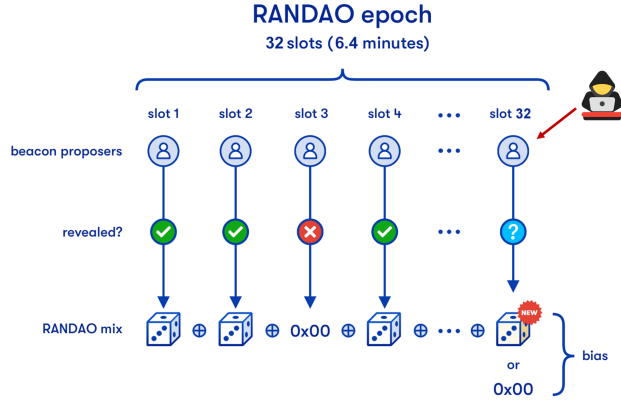 RANDAO epoch
32 slots (6.4 minutes)
slot 1 slot 2 slot 3 slot 4 ••• slot 32
beacon proposers •••
revealed? ••• ?
NEW
RANDAO mix ⊕ ⊕ 0x00 ⊕ ⊕ ••• ⊕
bias
or
0x00